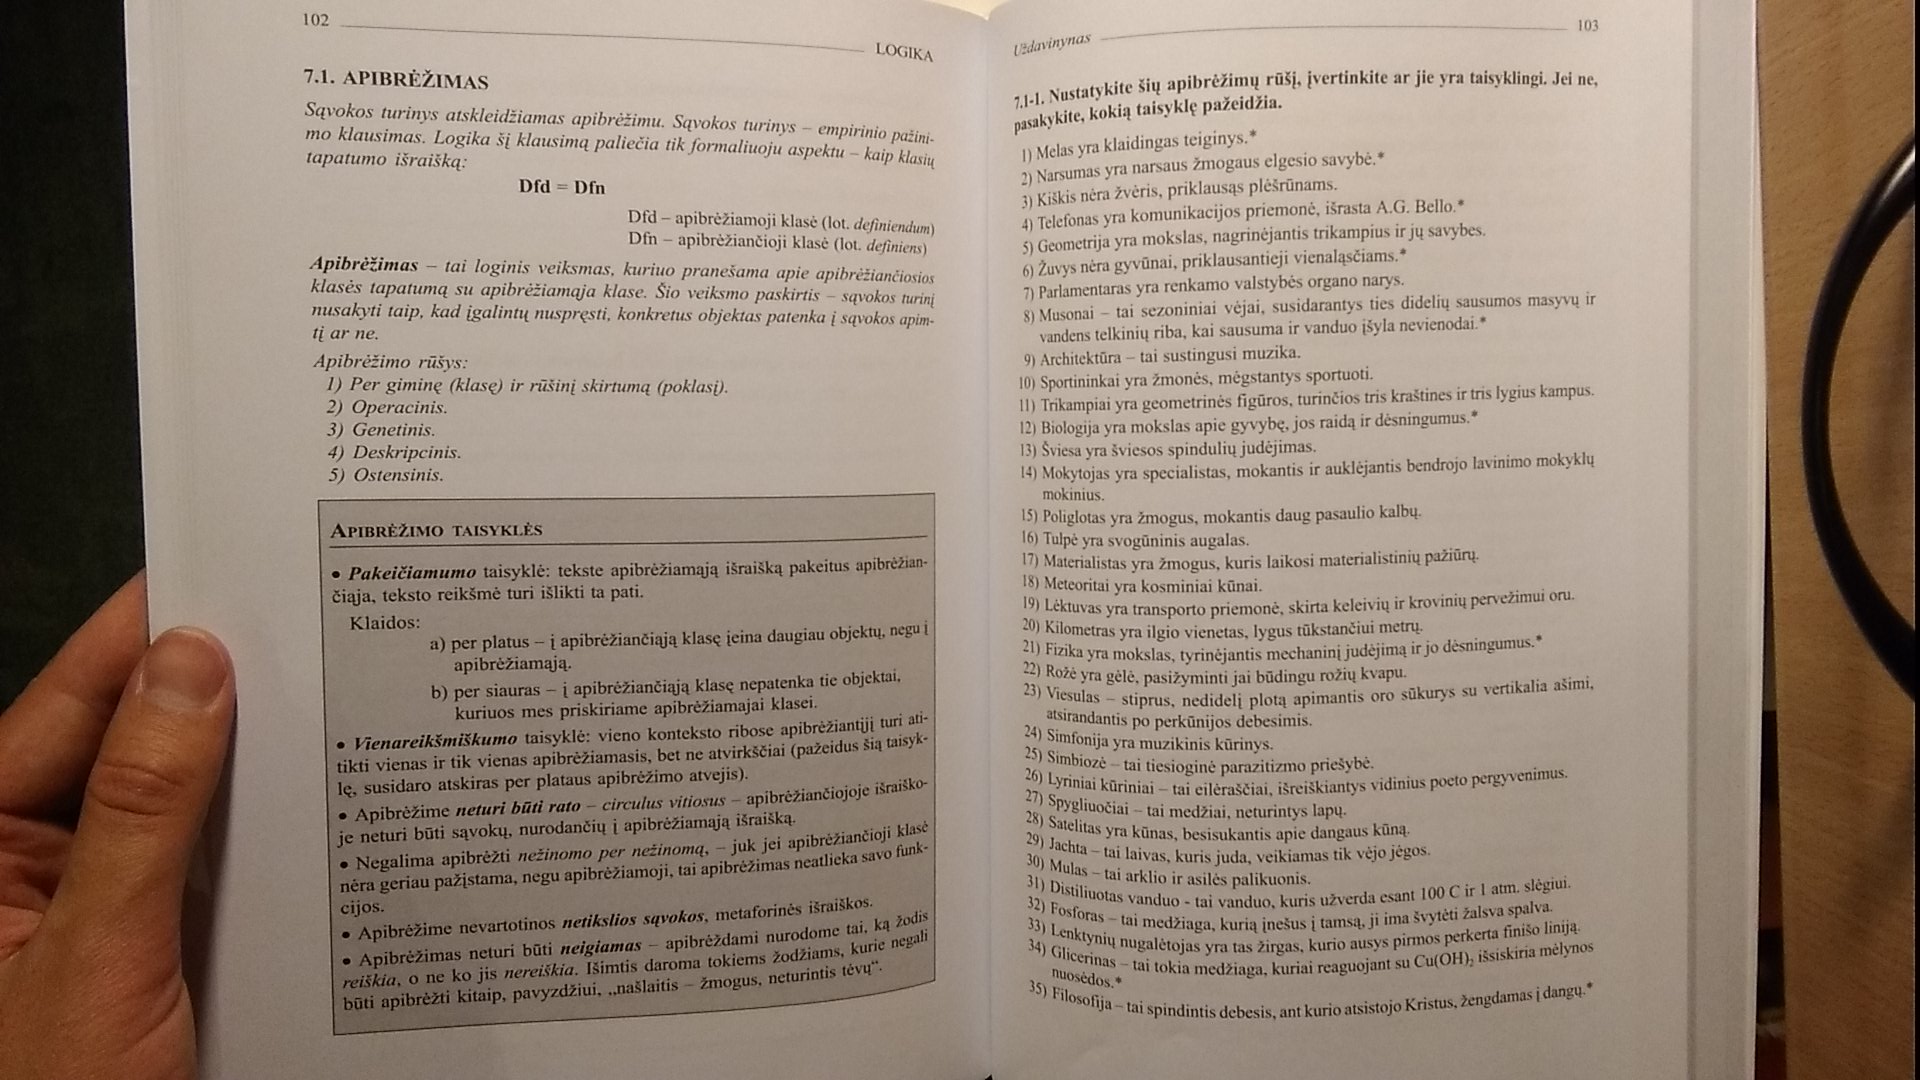 102
LOGIKA
7.1. APIBRĖŽIMAS
Sąvokos turinys atskleidžiamas apibrėžimu. Sąvokos turinys – empirinio pažini-
mo klausimas. Logika šį klausimą paliečia tik formaliuoju aspektu – kaip klasių
tapatumo išraišką:
Dfd = Dfn
Dfd – apibrėžiamoji klasė (lot. definiendum)
Dfn – apibrėžiančioji klasė (lot. definiens)
Apibrėžimas – tai loginis veiksmas, kuriuo pranešama apie apibrėžiančiosios
klasės tapatumą su apibrėžiamąja klase. Šio veiksmo paskirtis – sąvokos turinį
nusakyti taip, kad įgalintų nuspręsti, konkretus objektas patenka į sąvokos apim-
tį ar ne.
Apibrėžimo rūšys:
1) Per giminę (klasę) ir rūšinį skirtumą (poklasį).
2) Operacinis.
3) Genetinis.
4) Deskripcinis.
5) Ostensinis.
APIBRĖŽIMO TAISYKLĖS
• Pakeičiamumo taisyklė: tekste apibrėžiamąją išraišką pakeitus apibrėžian-
čiąja, teksto reikšmė turi išlikti ta pati.
Klaidos:
a) per platus – į apibrėžiančiąją klasę įeina daugiau objektų, negu į
apibrėžiamąją.
b) per siauras – į apibrėžiančiąją klasę nepatenka tie objektai,
kuriuos mes priskiriame apibrėžiamajai klasei.
• Vienareikšmiškumo taisyklė: vieno konteksto ribose apibrėžiantįjį turi ati-
tikti vienas ir tik vienas apibrėžiamasis, bet ne atvirkščiai (pažeidus šią taisyk-
lę, susidaro atskiras per plataus apibrėžimo atvejis).
• Apibrėžime neturi būti rato – circulus vitiosus – apibrėžiančiojoje išraiško-
je neturi būti sąvokų, nurodančių į apibrėžiamąją išraišką.
• Negalima apibrėžti nežinomo per nežinomą, – juk jei apibrėžiančioji klasė
nėra geriau pažįstama, negu apibrėžiamoji, tai apibrėžimas neatlieka savo funk-
cijos.
• Apibrėžime nevartotinos netikslios sąvokos, metaforinės išraiškos.
• Apibrėžimas neturi būti neigiamas – apibrėždami nurodome tai, ką žodis
reiškia, o ne ko jis nereiškia. Išimtis daroma tokiems žodžiams, kurie negali
būti apibrėžti kitaip, pavyzdžiui, „našlaitis – žmogus, neturintis tėvų“.
Uždavinynas
103
7.1-1. Nustatykite šių apibrėžimų rūšį, įvertinkite ar jie yra taisyklingi. Jei ne,
pasakykite, kokią taisyklę pažeidžia.
1) Melas yra klaidingas teiginys.*
2) Narsumas yra narsaus žmogaus elgesio savybė.*
3) Kiškis nėra žvėris, priklausąs plėšrūnams.
4) Telefonas yra komunikacijos priemonė, išrasta A.G. Bello.*
5) Geometrija yra mokslas, nagrinėjantis trikampius ir jų savybes.
6) Žuvys nėra gyvūnai, priklausantieji vienaląsčiams.*
7) Parlamentaras yra renkamo valstybės organo narys.
8) Musonai – tai sezoniniai vėjai, susidarantys ties didelių sausumos masyvų ir
vandens telkinių riba, kai sausuma ir vanduo įšyla nevienodai.*
9) Architektūra – tai sustingusi muzika.
10) Sportininkai yra žmonės, mėgstantys sportuoti.
11) Trikampiai yra geometrinės figūros, turinčios tris kraštines ir tris lygius kampus.
12) Biologija yra mokslas apie gyvybę, jos raidą ir dėsningumus.*
13) Šviesa yra šviesos spindulių judėjimas.
14) Mokytojas yra specialistas, mokantis ir auklėjantis bendrojo lavinimo mokyklų
mokinius.
15) Poliglotas yra žmogus, mokantis daug pasaulio kalbų.
16) Tulpė yra svogūninis augalas.
17) Materialistas yra žmogus, kuris laikosi materialistinių pažiūrų.
18) Meteoritai yra kosminiai kūnai.
19) Lėktuvas yra transporto priemonė, skirta keleivių ir krovinių pervežimui oru.
20) Kilometras yra ilgio vienetas, lygus tūkstančiui metrų.
21) Fizika yra mokslas, tyrinėjantis mechaninį judėjimą ir jo dėsningumus.*
22) Rožė yra gėlė, pasižyminti jai būdingu rožių kvapu.
23) Viesulas – stiprus, nedidelį plotą apimantis oro sūkurys su vertikalia ašimi,
atsirandantis po perkūnijos debesimis.
24) Simfonija yra muzikinis kūrinys.
25) Simbiozė – tai tiesioginė parazitizmo priešybė.
26) Lyriniai kūriniai – tai eilėraščiai, išreiškiantys vidinius poeto pergyvenimus.
27) Spygliuočiai – tai medžiai, neturintys lapų.
28) Satelitas yra kūnas, besisukantis apie dangaus kūną.
29) Jachta – tai laivas, kuris juda, veikiamas tik vėjo jėgos.
30) Mulas – tai arklio ir asilės palikuonis.
31) Distiliuotas vanduo - tai vanduo, kuris užverda esant 100 C ir 1 atm. slėgiui.
32) Fosforas – tai medžiaga, kurią įnešus į tamsą, ji ima švytėti žalsva spalva.
33) Lenktynių nugalėtojas yra tas žirgas, kurio ausys pirmos perkerta finišo liniją.
34) Glicerinas – tai tokia medžiaga, kuriai reaguojant su Cu(OH)₂ išsiskiria mėlynos
nuosėdos.*
35) Filosofija – tai spindintis debesis, ant kurio atsistojo Kristus, žengdamas į dangų.*